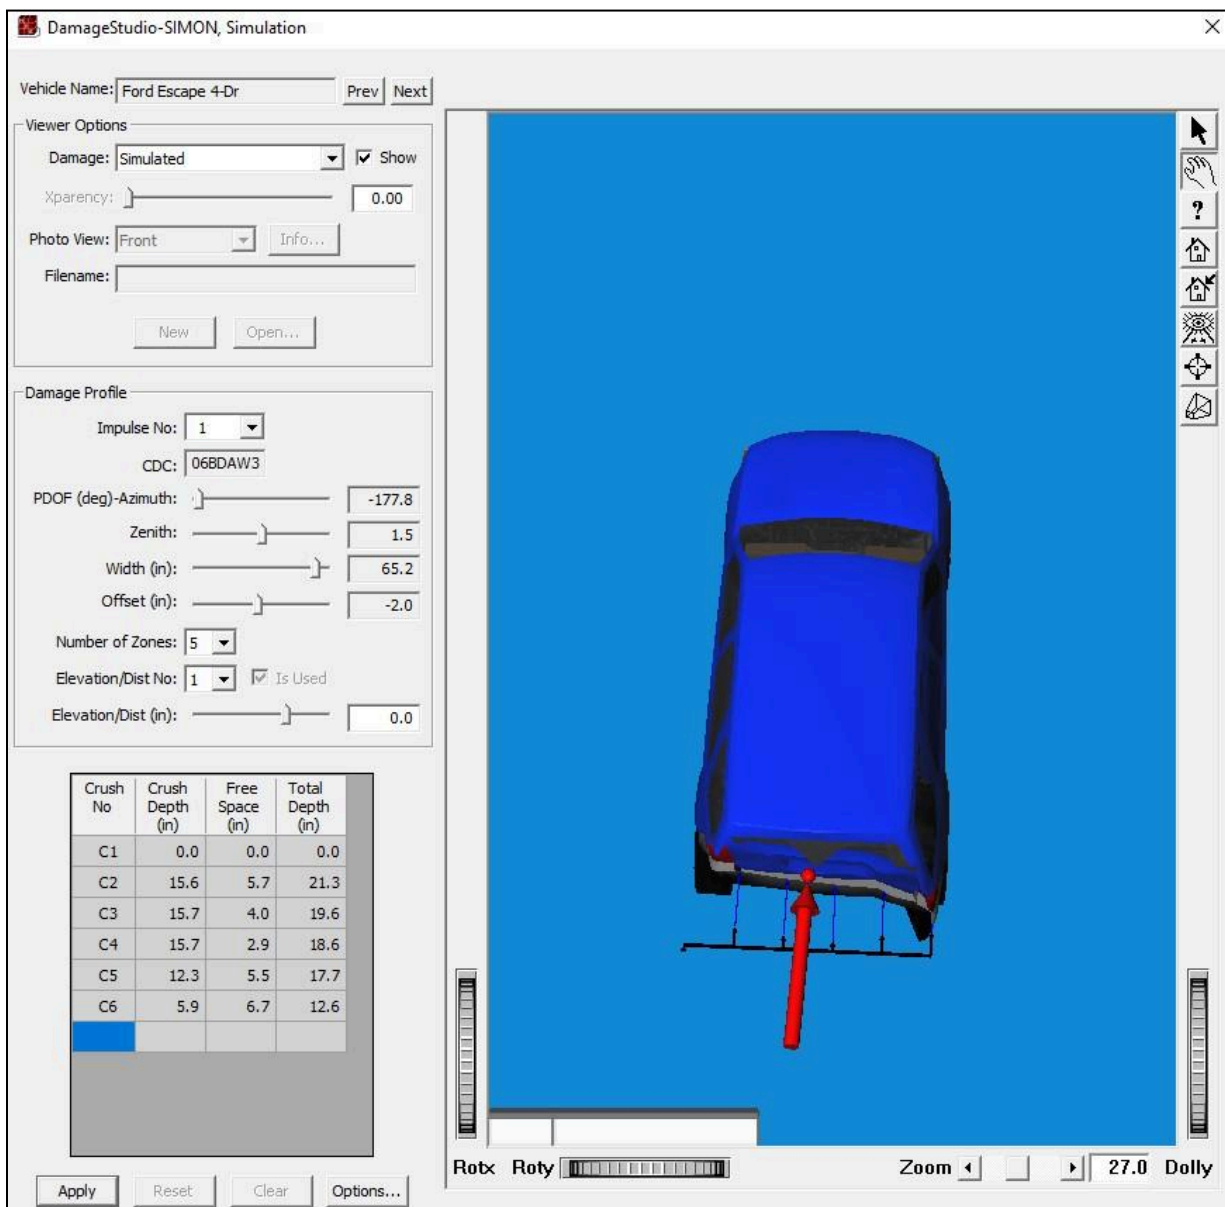 DamageStudio-SIMON, Simulation
Vehicle Name: Ford Escape 4-Dr Prev Next
Viewer Options
Damage: Simulated Show
Xparency: 0.00
Photo View: Front Info...
Filename:
New Open...
Damage Profile
Impulse No: 1
CDC: 06BDAW3
PDOF (deg)-Azimuth: -177.8
Zenith: 1.5
Width (in): 65.2
Offset (in): -2.0
Number of Zones: 5
Elevation/Dist No: 1 Is Used
Elevation/Dist (in): 0.0
Crush No Crush Depth (in) Free Space (in) Total Depth (in)
C1 0.0 0.0 0.0
C2 15.6 5.7 21.3
C3 15.7 4.0 19.6
C4 15.7 2.9 18.6
C5 12.3 5.5 17.7
C6 5.9 6.7 12.6
Apply Reset Clear Options...
?
Rotx Roty Zoom 27.0 Dolly